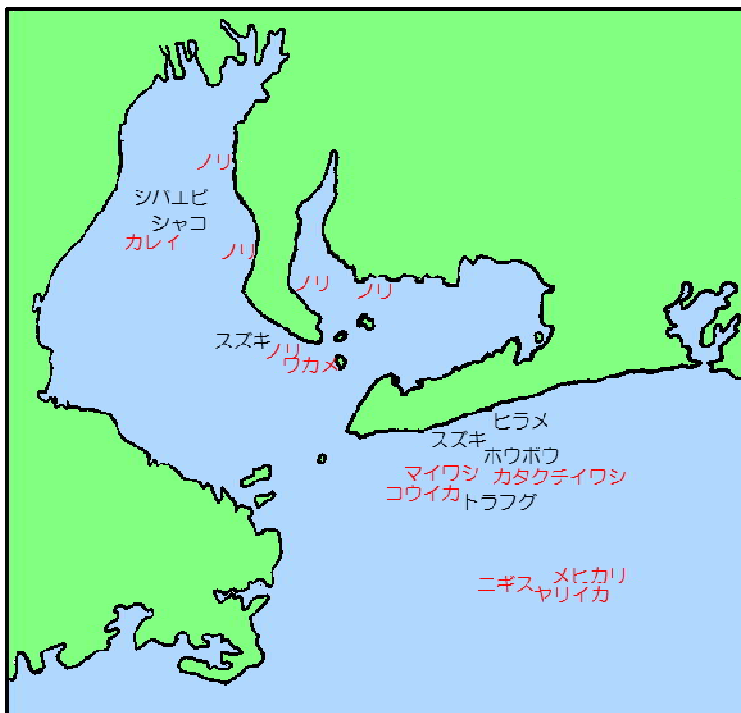 ノリ
シバエビ
シャコ
カレイ
ノリ
ノリ
ノリ
スズキ
ノリ
ワカメ
ヒラメ
スズキ
ホウボウ
マイワシ
カタクチイワシ
コウイカ
トラフグ
メヒカリ
ニギス
ヤリイカ